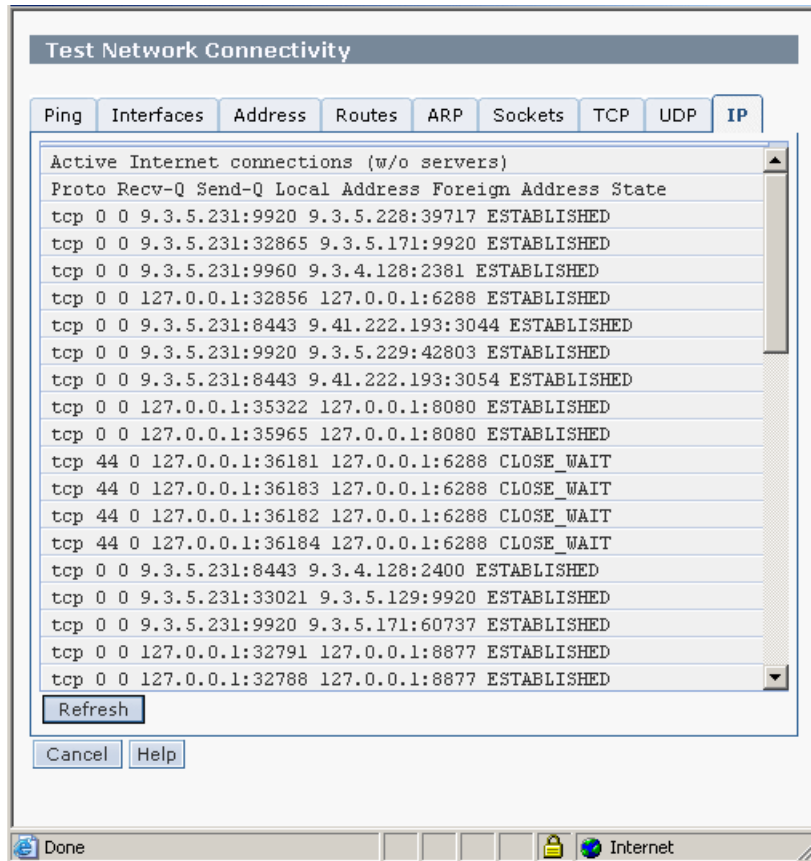 Test Network Connectivity
Ping Interfaces Address Routes ARP Sockets TCP UDP IP
Active Internet connections (w/o servers)
Proto Recv-Q Send-Q Local Address Foreign Address State
tcp 0 0 9.3.5.231:9920 9.3.5.228:39717 ESTABLISHED
tcp 0 0 9.3.5.231:32865 9.3.5.171:9920 ESTABLISHED
tcp 0 0 9.3.5.231:9960 9.3.4.128:2381 ESTABLISHED
tcp 0 0 127.0.0.1:32856 127.0.0.1:6288 ESTABLISHED
tcp 0 0 9.3.5.231:8443 9.41.222.193:3044 ESTABLISHED
tcp 0 0 9.3.5.231:9920 9.3.5.229:42803 ESTABLISHED
tcp 0 0 9.3.5.231:8443 9.41.222.193:3054 ESTABLISHED
tcp 0 0 127.0.0.1:35322 127.0.0.1:8080 ESTABLISHED
tcp 0 0 127.0.0.1:35965 127.0.0.1:8080 ESTABLISHED
tcp 44 0 127.0.0.1:36181 127.0.0.1:6288 CLOSE_WAIT
tcp 44 0 127.0.0.1:36183 127.0.0.1:6288 CLOSE_WAIT
tcp 44 0 127.0.0.1:36182 127.0.0.1:6288 CLOSE_WAIT
tcp 44 0 127.0.0.1:36184 127.0.0.1:6288 CLOSE_WAIT
tcp 0 0 9.3.5.231:8443 9.3.4.128:2400 ESTABLISHED
tcp 0 0 9.3.5.231:33021 9.3.5.129:9920 ESTABLISHED
tcp 0 0 9.3.5.231:9920 9.3.5.171:60737 ESTABLISHED
tcp 0 0 127.0.0.1:32791 127.0.0.1:8877 ESTABLISHED
tcp 0 0 127.0.0.1:32788 127.0.0.1:8877 ESTABLISHED
Refresh
Cancel Help
Done Internet